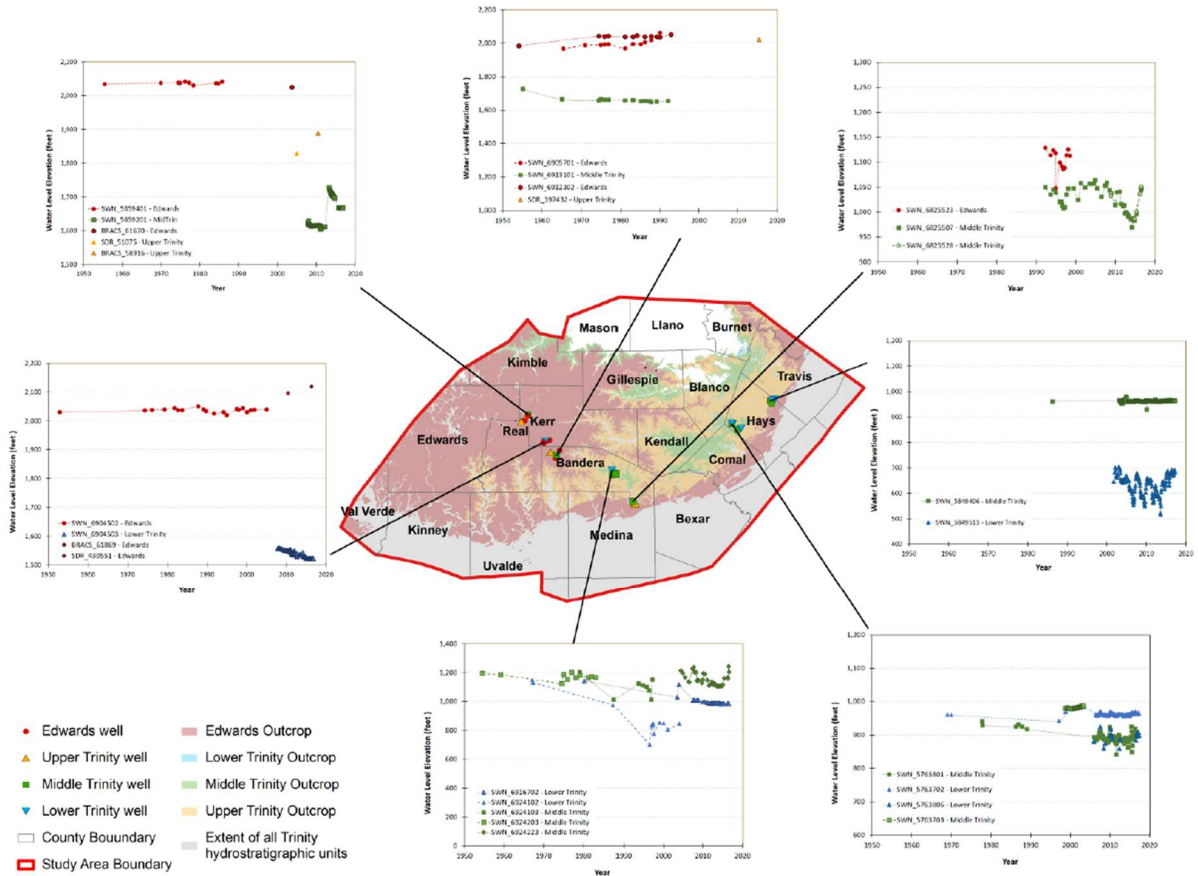 2,100
2,000
1,900
1,800
1,700
1,600
1,500
1950
1960
1970
1980
1990
2000
2010
2020
Water Level Elevation (feet )
Year
SWN_5659401 - Edwards
SWN_5659201 - MidTrin
BRACS_61620 - Edwards
SDR_51075 - Upper Trinity
BRACS_58916 - Upper Trinity
2,200
2,000
1,800
1,600
1,400
1,200
1,000
1950
1960
1970
1980
1990
2000
2010
2020
Water Level Elevation (feet )
Year
SWN_6905701 - Edwards
SWN_6913101 - Middle Trinity
SWN_6912302 - Edwards
SDR_397432 - Upper Trinity
1,300
1,250
1,200
1,150
1,100
1,050
1,000
950
900
1950
1960
1970
1980
1990
2000
2010
2020
Water Level Elevation (feet )
Year
SWN_6825523 - Edwards
SWN_6825507 - Middle Trinity
SWN_6825528 - Middle Trinity
2,200
2,100
2,000
1,900
1,800
1,700
1,600
1,500
1950
1960
1970
1980
1990
2000
2010
2020
Water Level Elevation (feet )
Year
SWN_6904502 - Edwards
SWN_6904503 - Lower Trinity
BRACS_61869 - Edwards
SDR_430551 - Edwards
Mason
Llano
Burnet
Kimble
Gillespie
Blanco
Travis
Edwards
Real
Kerr
Kendall
Hays
Bandera
Comal
Val Verde
Kinney
Medina
Bexar
Uvalde
1,200
1,100
1,000
900
800
700
600
500
400
1950
1960
1970
1980
1990
2000
2010
2020
Water Level Elevation (feet )
Year
SWN_5849406 - Middle Trinity
SWN_5849513 - Lower Trinity
1,400
1,200
1,000
800
600
400
200
0
1950
1960
1970
1980
1990
2000
2010
2020
Water Level Elevation (feet )
Year
SWN_6916702 - Lower Trinity
SWN_6924102 - Lower Trinity
SWN_6924103 - Middle Trinity
SWN_6924203 - Middle Trinity
SWN_6924223 - Middle Trinity
1,200
1,100
1,000
900
800
700
600
1950
1960
1970
1980
1990
2000
2010
2020
Water Level Elevation (feet )
Year
SWN_5763801 - Middle Trinity
SWN_5763702 - Lower Trinity
SWN_5763806 - Lower Trinity
SWN_5763703 - Middle Trinity
Edwards well
Upper Trinity well
Middle Trinity well
Lower Trinity well
County Bouundary
Study Area Boundary
Edwards Outcrop
Lower Trinity Outcrop
Middle Trinity Outcrop
Upper Trinity Outcrop
Extent of all Trinity
hydrostratigraphic units